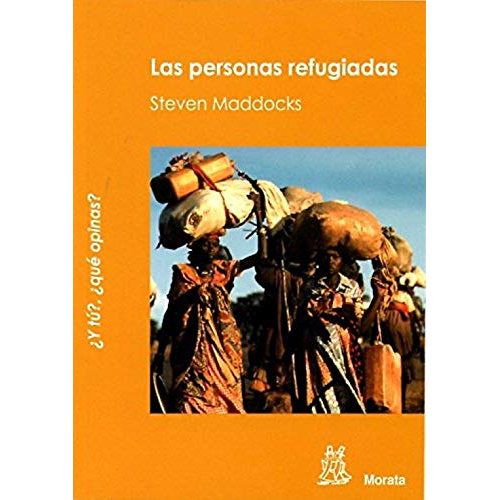 Las personas refugiadas
Steven Maddocks
¿Y tú?, ¿qué opinas?
Morata